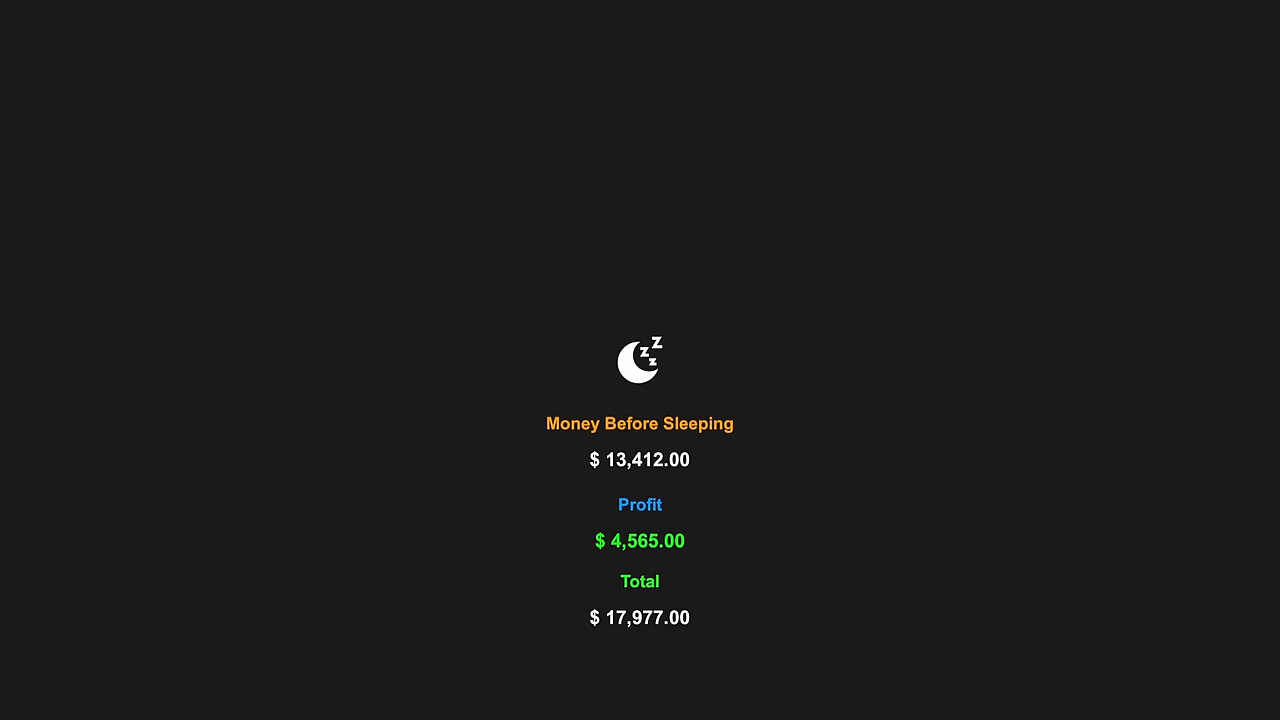 Money Before Sleeping
$ 13,412.00
Profit
$ 4,565.00
Total
$ 17,977.00